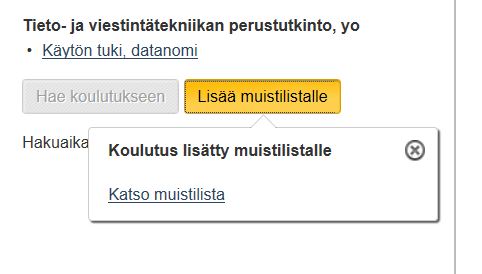 Tieto- ja viestintätekniikan perustutkinto, yo
• Käytön tuki, datanomi
Hae koulutukseen Lisää muistilistalle
Hakuaika
Koulutus lisätty muistilistalle
Katso muistilista